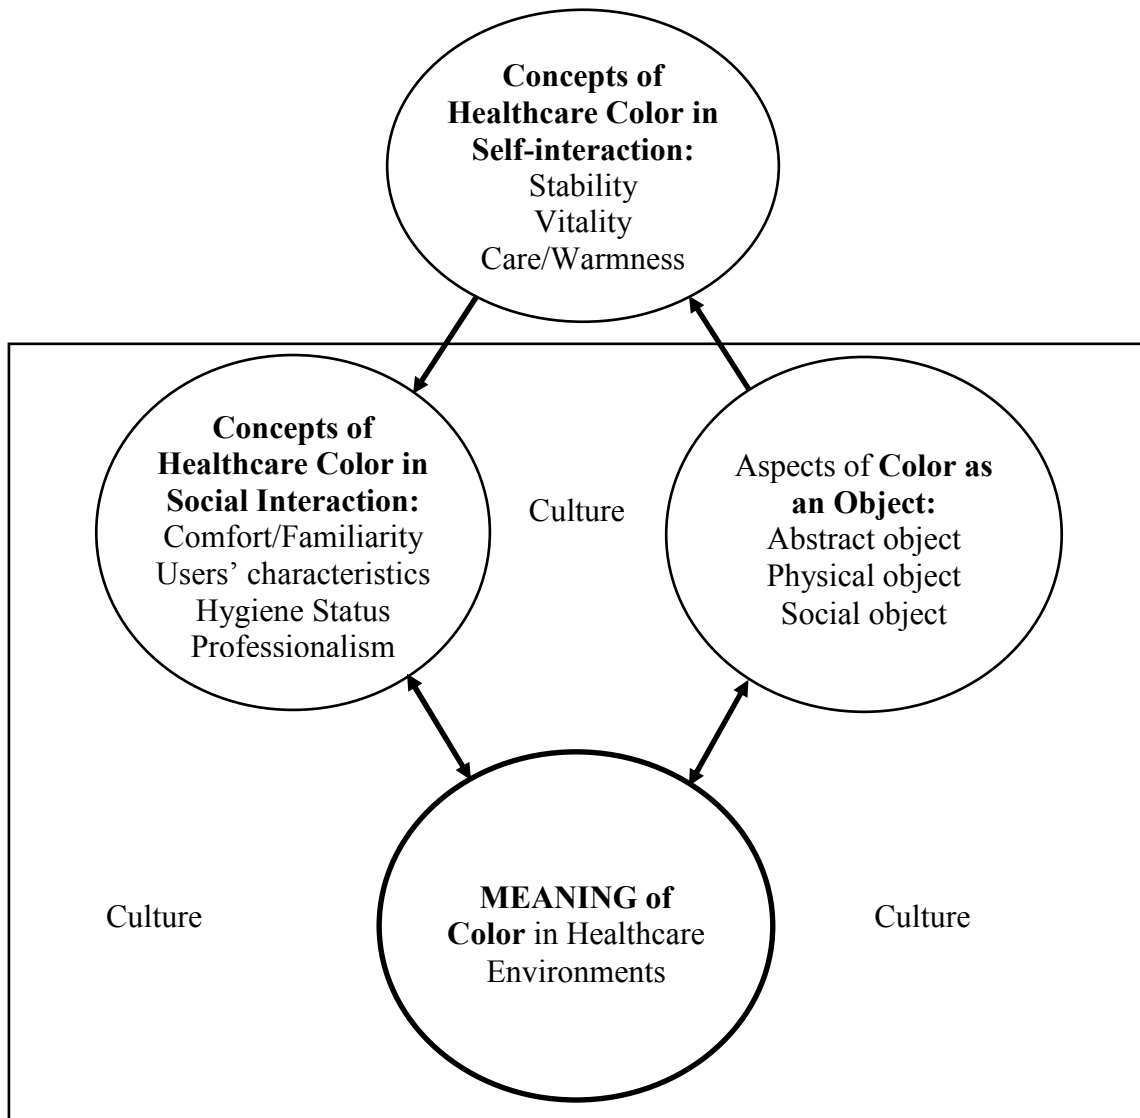 Concepts of
Healthcare Color in
Self-interaction:
Stability
Vitality
Care/Warmness
Concepts of
Healthcare Color in
Social Interaction:
Comfort/Familiarity
Users’ characteristics
Hygiene Status
Professionalism
Culture
Aspects of Color as
an Object:
Abstract object
Physical object
Social object
Culture
MEANING of
Color in Healthcare
Environments
Culture